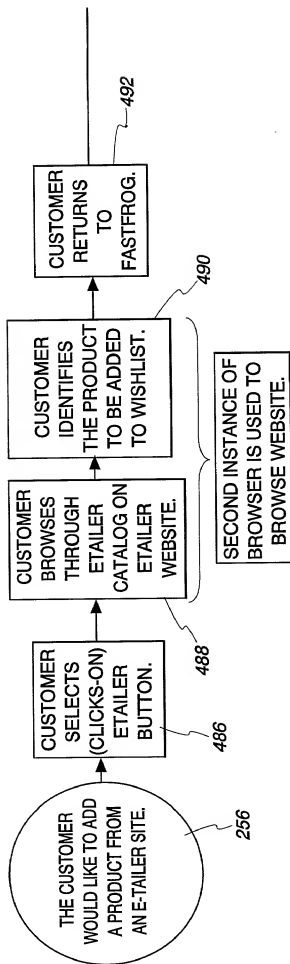 THE CUSTOMER
WOULD LIKE TO ADD
A PRODUCT FROM
AN E-TAILER SITE.
256
CUSTOMER
SELECTS
(CLICKS-ON)
ETAILER
BUTTON.
486
CUSTOMER
BROWSES
THROUGH
ETAILER
CATALOG ON
ETAILER
WEBSITE.
488
CUSTOMER
IDENTIFIES
THE PRODUCT
TO BE ADDED
TO WISHLIST.
490
SECOND INSTANCE OF
BROWSER IS USED TO
BROWSE WEBSITE.
CUSTOMER
RETURNS
TO
FASTFROG.
492